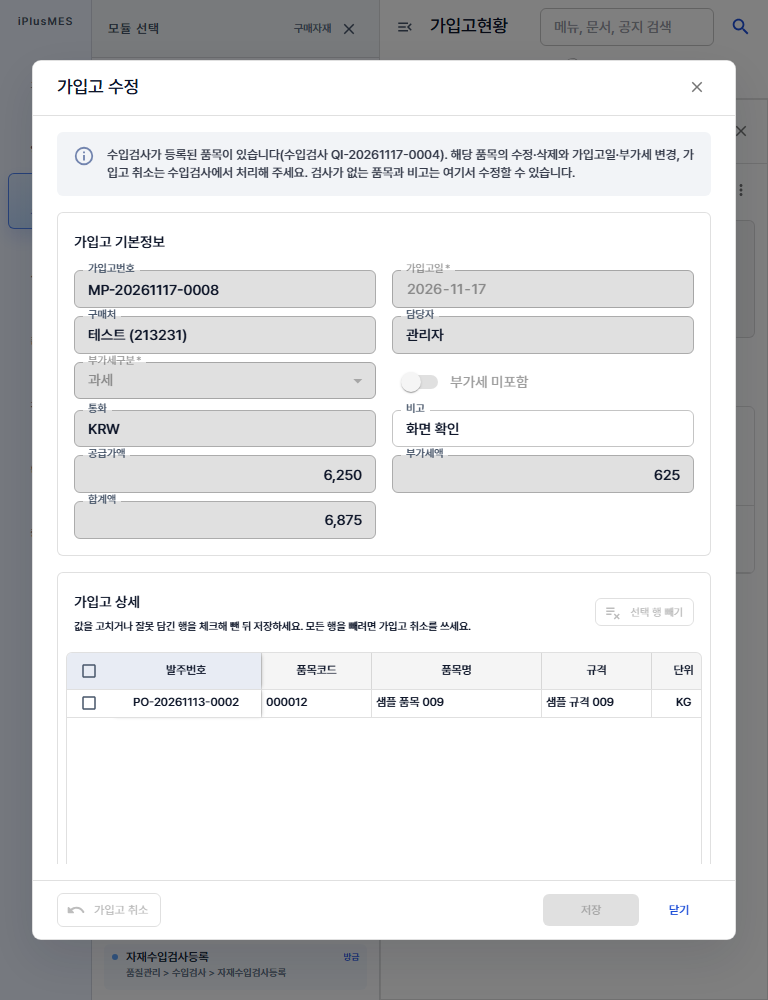 iPlusMES
모듈 선택
구매자재
가입고현황
메뉴, 문서, 공지 검색
가입고 수정
수입검사가 등록된 품목이 있습니다(수입검사 QI-20261117-0004). 해당 품목의 수정·삭제와 가입고일·부가세 변경, 가
입고 취소는 수입검사에서 처리해 주세요. 검사가 없는 품목과 비고는 여기서 수정할 수 있습니다.
가입고 기본정보
가입고번호
MP-20261117-0008
가입고일 *
2026-11-17
구매처
테스트 (213231)
담당자
관리자
부가세구분 *
과세
부가세 미포함
통화
KRW
비고
화면 확인
공급가액
6,250
부가세액
625
합계액
6,875
가입고 상세
값을 고치거나 잘못 담긴 행을 체크해 뺀 뒤 저장하세요. 모든 행을 빼려면 가입고 취소를 쓰세요.
선택 행 빼기
발주번호 품목코드 품목명 규격 단위
PO-20261113-0002 000012 샘플 품목 009 샘플 규격 009 KG
가입고 취소
저장
닫기
자재수입검사등록
방금
품질관리 > 수입검사 > 자재수입검사등록